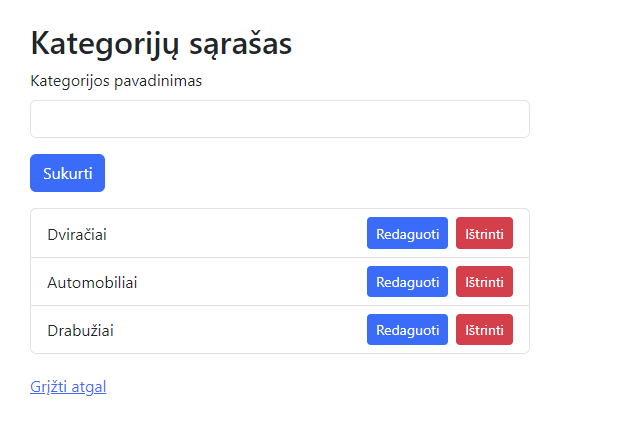 Kategorijų sąrašas
Kategorijos pavadinimas
Sukurti
Dviračiai Redaguoti Ištrinti
Automobiliai Redaguoti Ištrinti
Drabužiai Redaguoti Ištrinti
Grįžti atgal